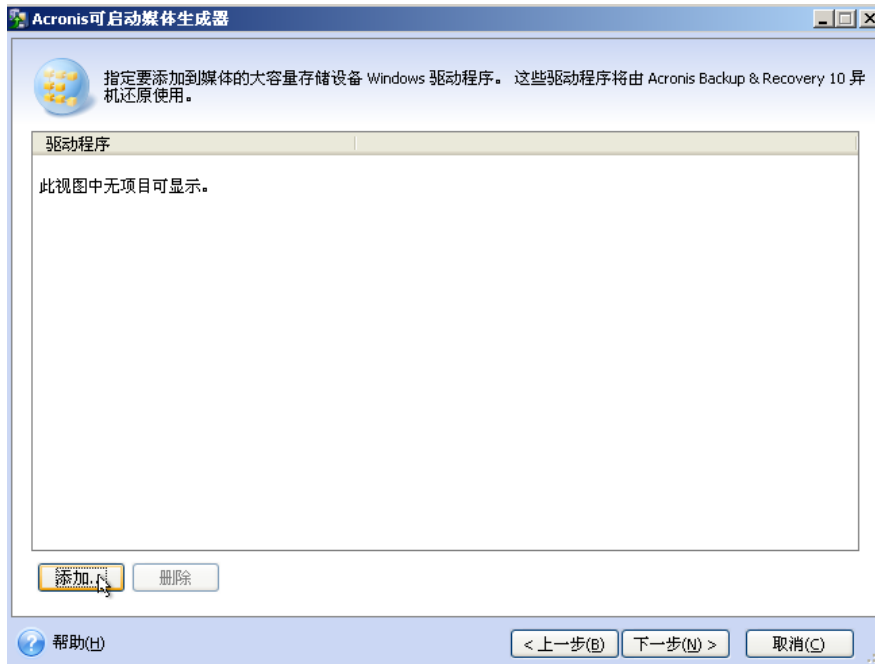 Acronis可启动媒体生成器
指定要添加到媒体的大容量存储设备 Windows 驱动程序。 这些驱动程序将由 Acronis Backup & Recovery 10 异
机还原使用。
驱动程序
此视图中无项目可显示。
添加...
删除
帮助(H)
< 上一步(B)
下一步(N) >
取消(C)